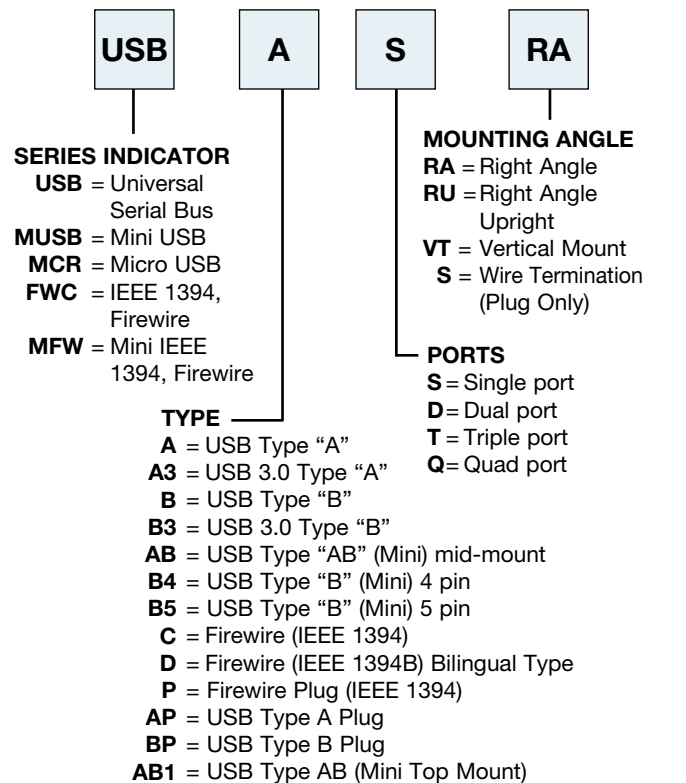 USB A S RA
SERIES INDICATOR
USB = Universal
Serial Bus
MUSB = Mini USB
MCR = Micro USB
FWC = IEEE 1394,
Firewire
MFW = Mini IEEE
1394, Firewire
MOUNTING ANGLE
RA = Right Angle
RU = Right Angle
Upright
VT = Vertical Mount
S = Wire Termination
(Plug Only)
PORTS
S = Single port
D = Dual port
T = Triple port
Q = Quad port
TYPE
A = USB Type “A”
A3 = USB 3.0 Type “A”
B = USB Type “B”
B3 = USB 3.0 Type “B”
AB = USB Type “AB” (Mini) mid-mount
B4 = USB Type “B” (Mini) 4 pin
B5 = USB Type “B” (Mini) 5 pin
C = Firewire (IEEE 1394)
D = Firewire (IEEE 1394B) Bilingual Type
P = Firewire Plug (IEEE 1394)
AP = USB Type A Plug
BP = USB Type B Plug
AB1 = USB Type AB (Mini Top Mount)